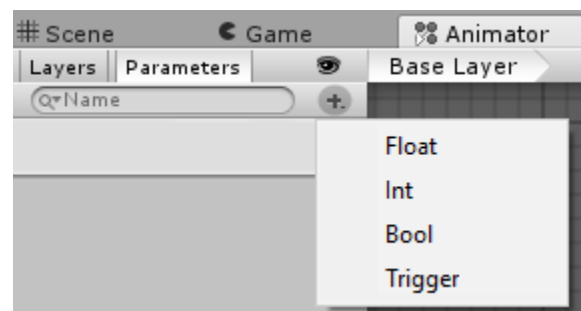 Scene Game Animator
Layers Parameters Base Layer
Name
Float
Int
Bool
Trigger